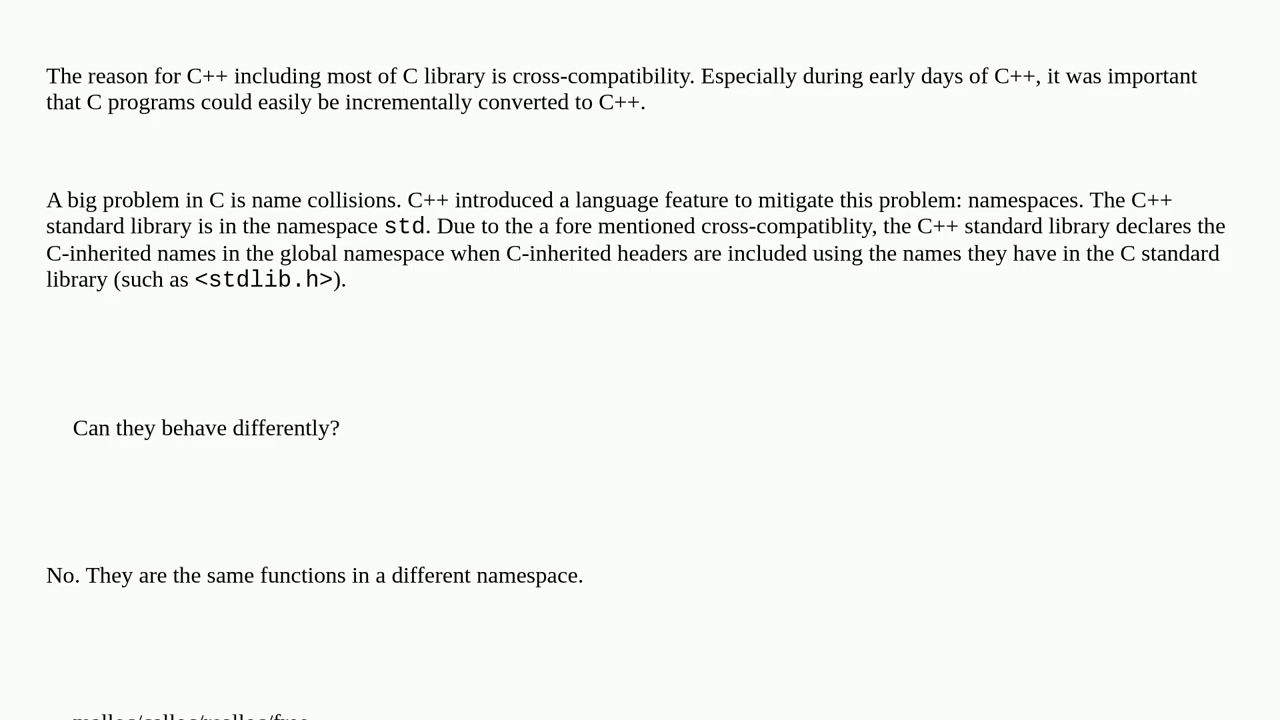 The reason for C++ including most of C library is cross-compatibility. Especially during early days of C++, it was important
that C programs could easily be incrementally converted to C++.
A big problem in C is name collisions. C++ introduced a language feature to mitigate this problem: namespaces. The C++
standard library is in the namespace std. Due to the a fore mentioned cross-compatiblity, the C++ standard library declares the
C-inherited names in the global namespace when C-inherited headers are included using the names they have in the C standard
library (such as <stdlib.h>).
Can they behave differently?
No. They are the same functions in a different namespace.
malloc/calloc/realloc/free